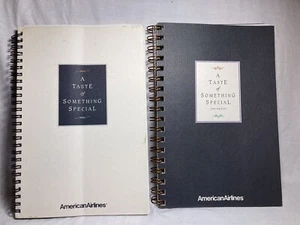 A
TASTE
of
SOMETHING
SPECIAL
AmericanAirlines
A
TASTE
of
SOMETHING
SPECIAL
AmericanAirlines